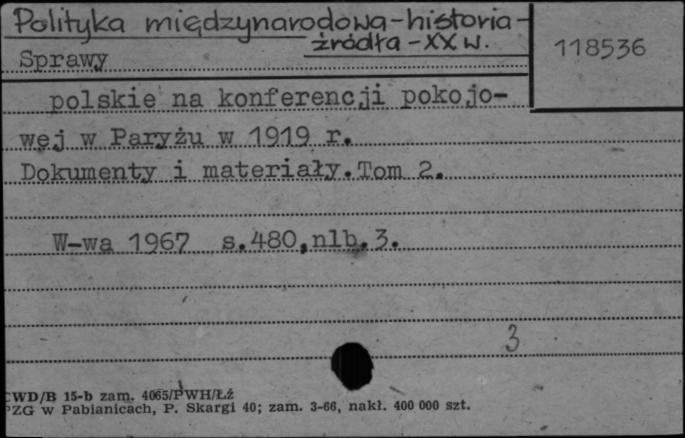 Polityka międzynarodowa-historia-
źródła-XX w.
118536
Sprawy
polskie na konferencji pokojo-
wej w Paryżu w 1919 r.
Dokumenty i materiały.Tom 2.
W-wa 1967 s.480,nlb.3.
3
CWD/B 15-b zam. 4065/PWH/ŁŹ
PZG w Pabianicach, P. Skargi 40; zam. 3-66, nakł. 400 000 szt.